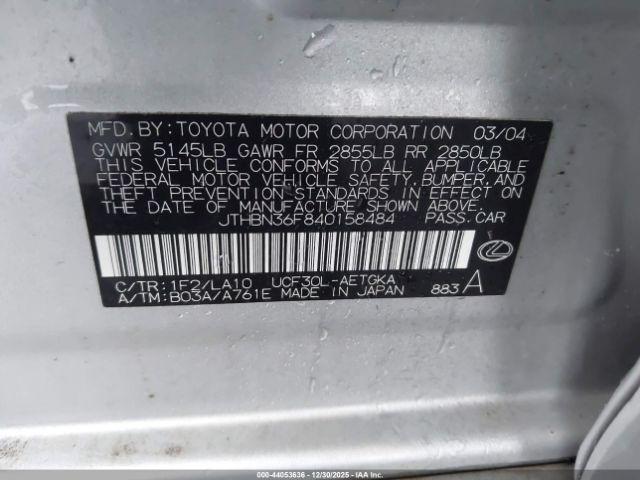 MFD. BY: TOYOTA MOTOR CORPORATION 03/04
GVWR 5145LB GAWR FR 2855LB RR 2850LB
THIS VEHICLE CONFORMS TO ALL APPLICABLE
FEDERAL MOTOR VEHICLE SAFETY, BUMPER, AND
THEFT PREVENTION STANDARDS IN EFFECT ON
THE DATE OF MANUFACTURE SHOWN ABOVE.
JTHBN36F840158484 PASS. CAR
C/TR: 1F2/LA10 UCF30L-AETGKA
A/TM: B03A/A761E MADE IN JAPAN 883 A
000-44053636 - 12/30/2025 - IAAI.CA